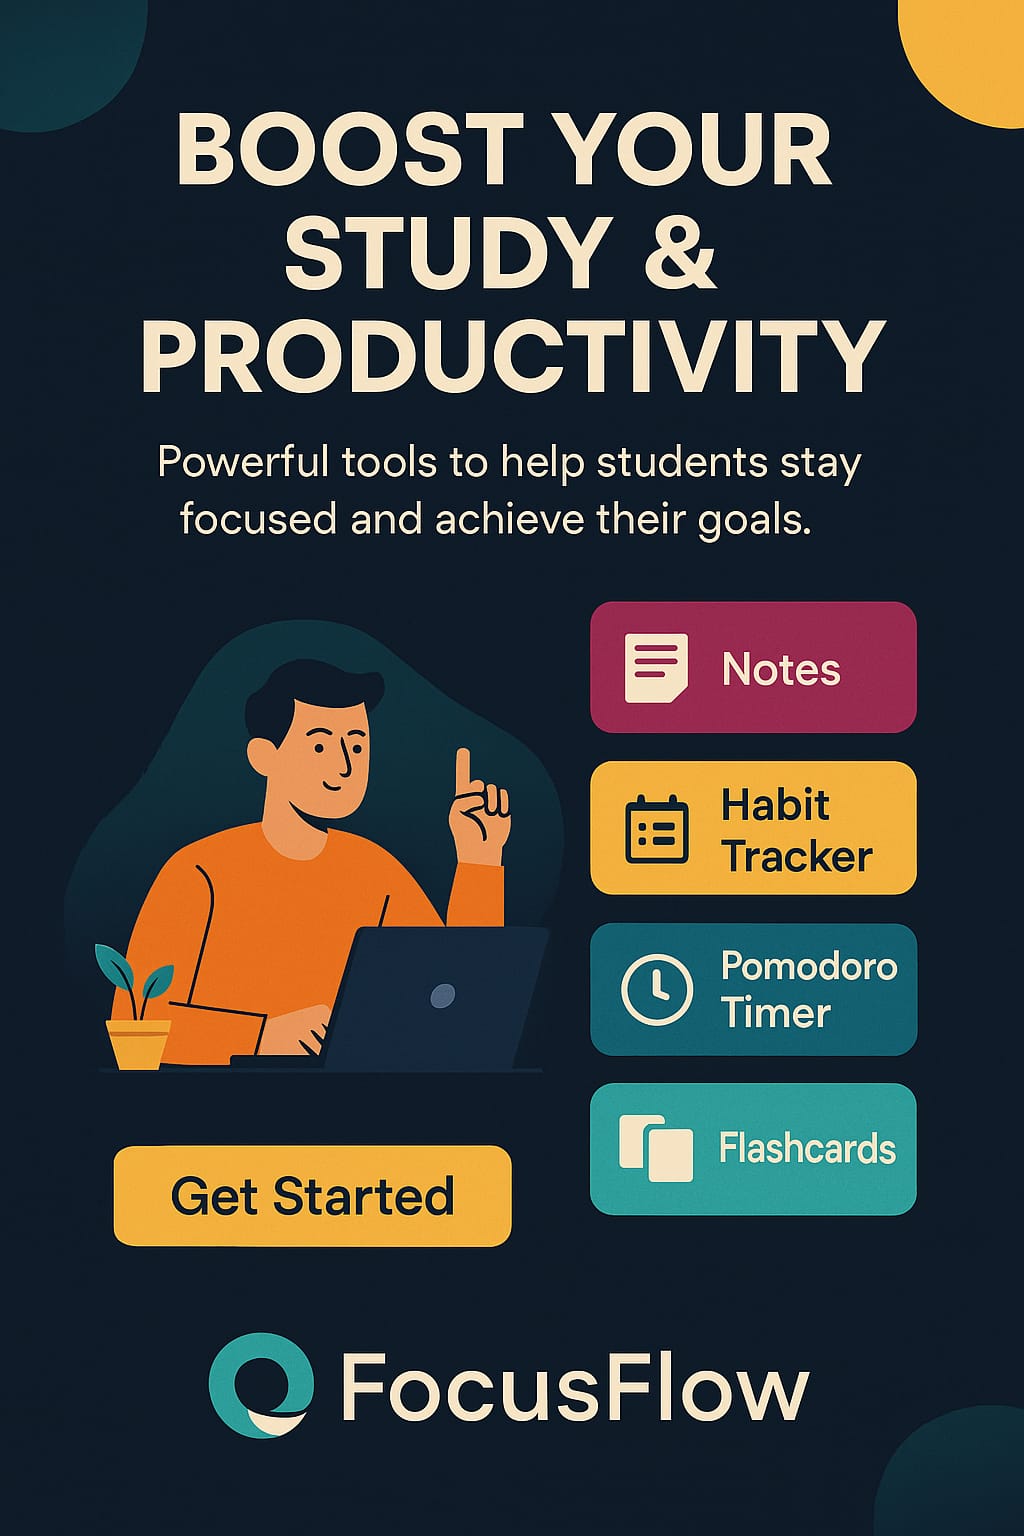 BOOST YOUR
STUDY &
PRODUCTIVITY
Powerful tools to help students stay
focused and achieve their goals.
Notes
Habit
Tracker
Pomodoro
Timer
Flashcards
Get Started
FocusFlow